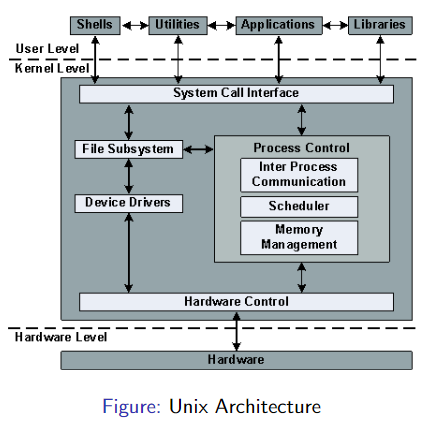 Shells Utilities Applications Libraries
User Level
Kernel Level
System Call Interface
File Subsystem
Process Control
Inter Process
Communication
Scheduler
Device Drivers
Memory
Management
Hardware Control
Hardware Level
Hardware
Figure: Unix Architecture